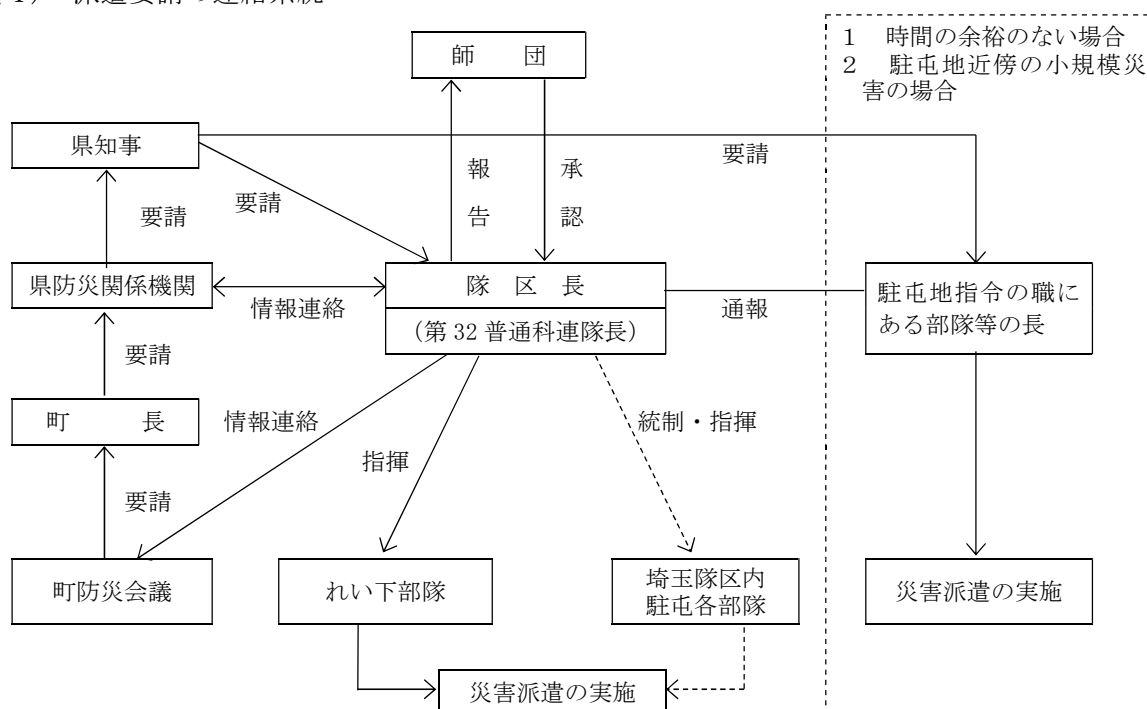 派遣要請の連絡系統
1　時間の余裕のない場合
2　駐屯地近傍の小規模災
害の場合
師　団
県知事
要請
報告
承認
要請
要請
県防災関係機関
情報連絡
隊　区　長
（第 32 普通科連隊長）
通報
駐屯地指令の職に
ある部隊等の長
要請
町　　長
情報連絡
指揮
統制・指揮
要請
町防災会議
れい下部隊
埼玉隊区内
駐屯各部隊
災害派遣の実施
災害派遣の実施